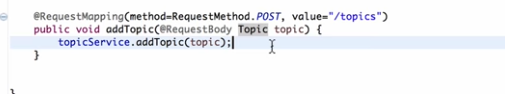 @RequestMapping(method=RequestMethod.POST, value="/topics")
public void addTopic(@RequestBody Topic topic) {
topicService.addTopic(topic);
}
}